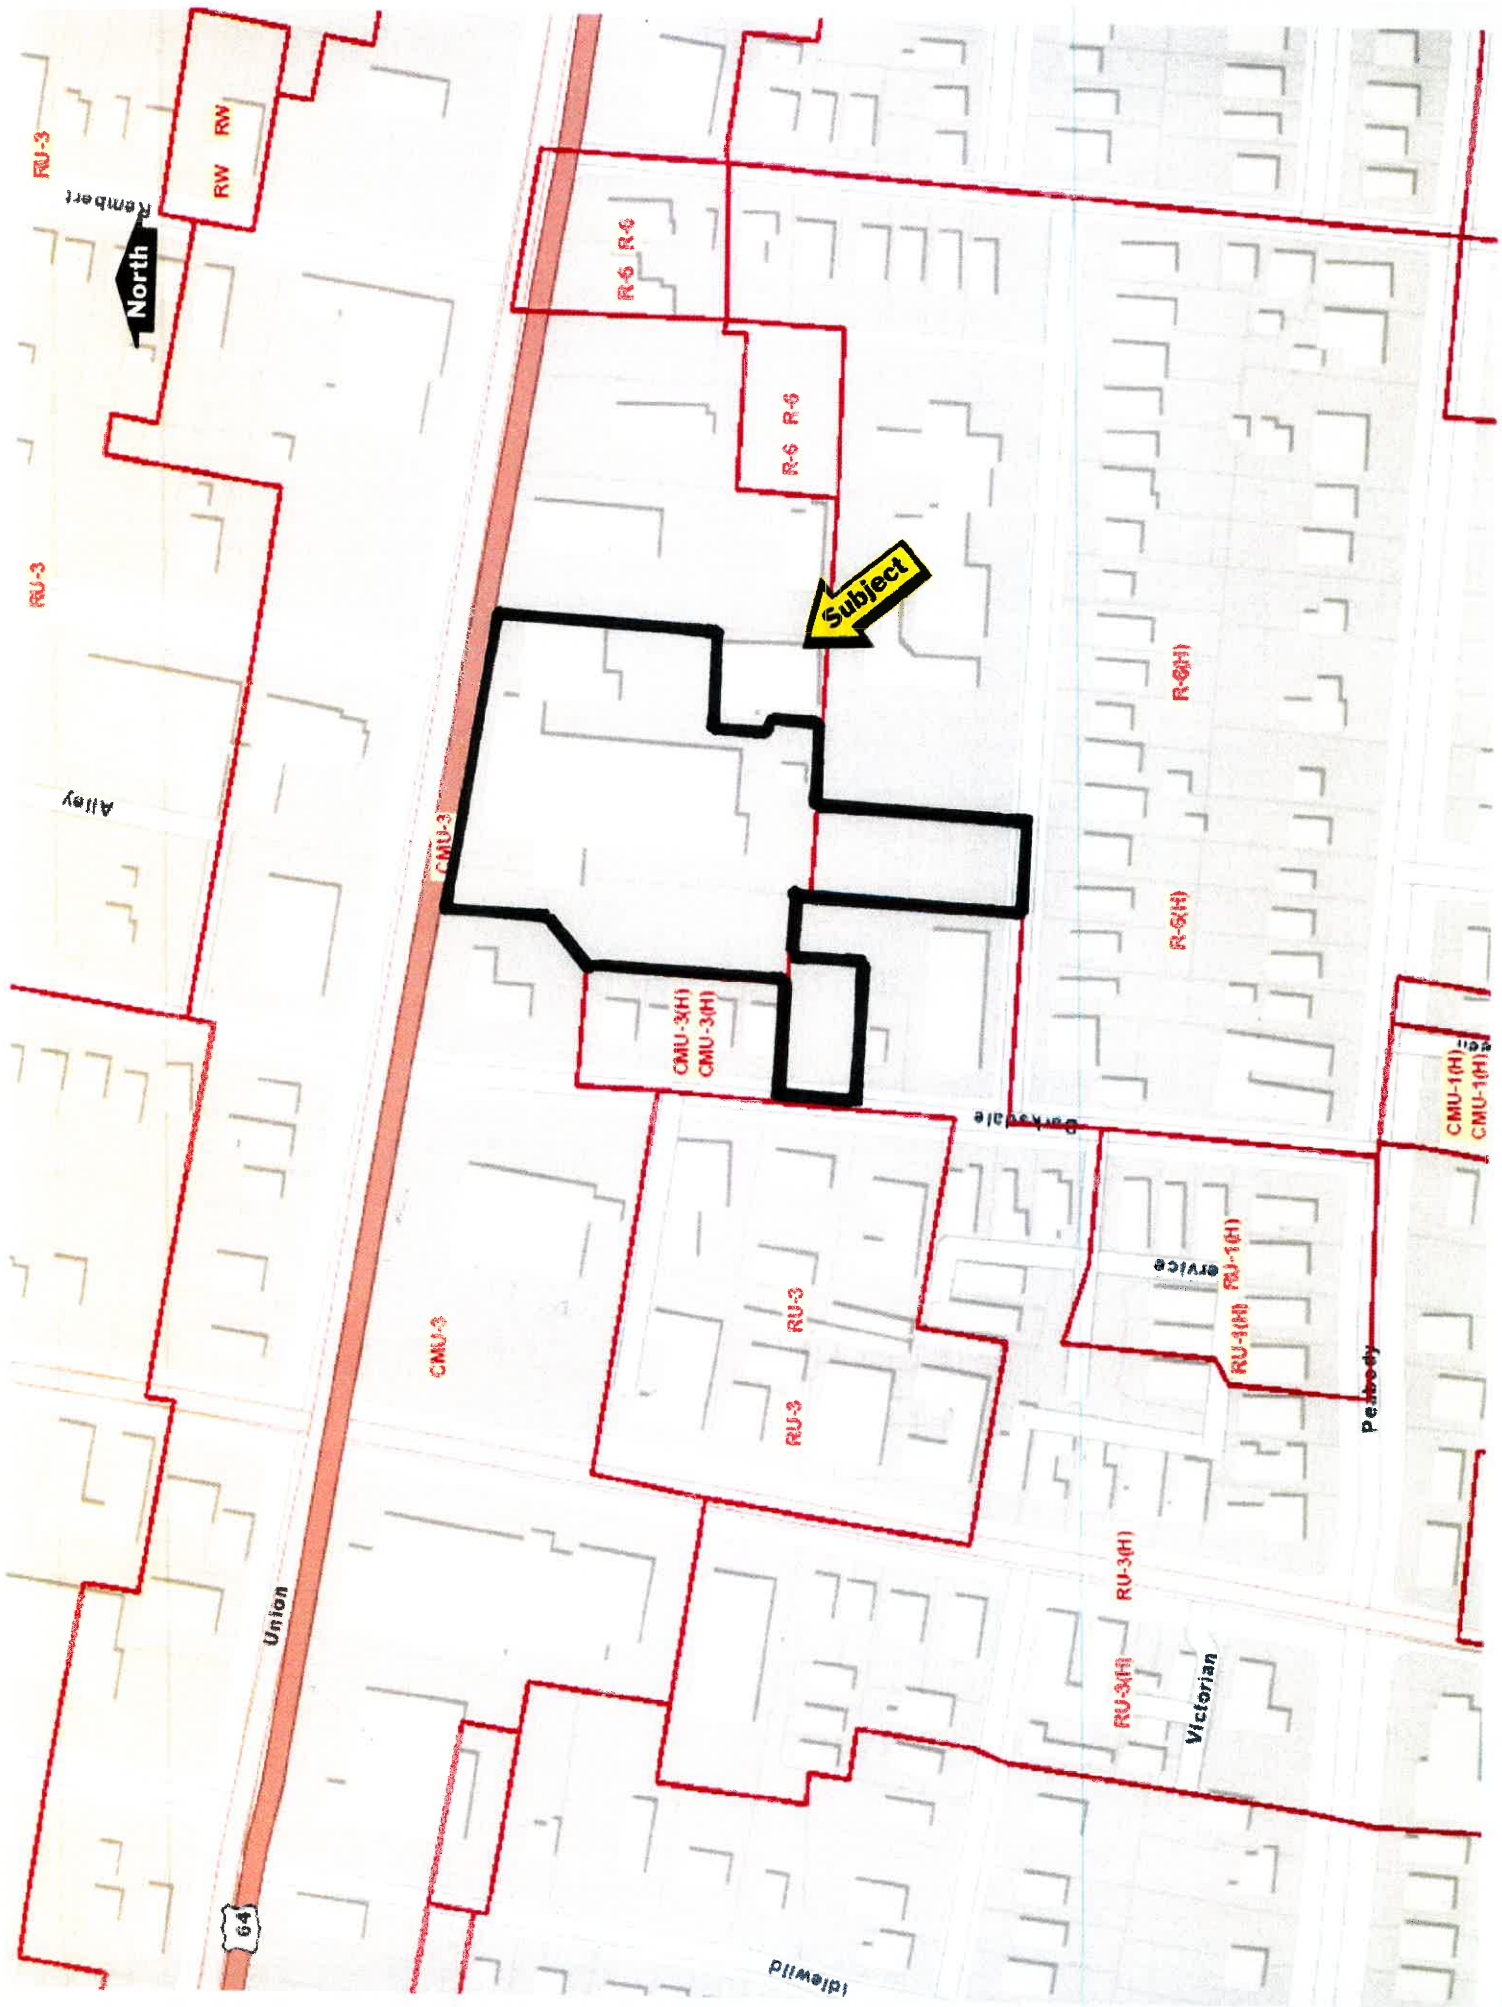 RU-3
RW
RW
Rembert
North
R-6
R-6
R-6
R-6
RU-3
Subject
Alley
CMU-3
R-6(H)
R-6(H)
CMU-3(H)
CMU-3(H)
Barksdale
CMU-1(H)
CMU-1(H)
ervice
RU-1(H)
RU-1(H)
CMU-3
RU-3
RU-3
Peabody
RU-3(H)
RU-3(H)
Union
Victorian
64
Idlewild